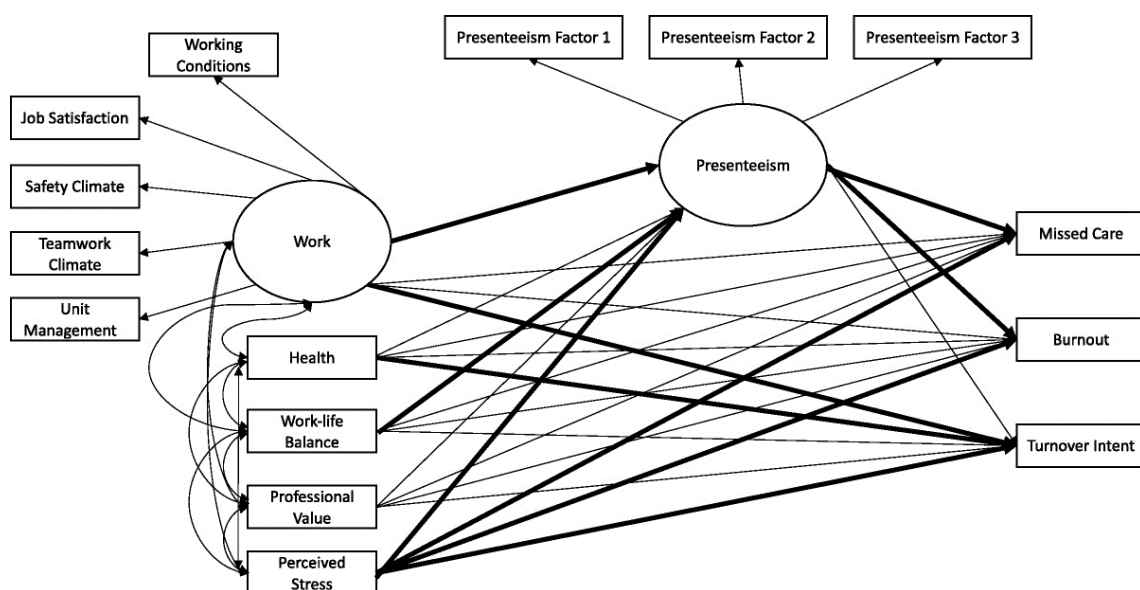 Presenteeism Factor 1
Presenteeism Factor 2
Presenteeism Factor 3
Working
Conditions
Job Satisfaction
Safety Climate
Teamwork
Climate
Unit
Management
Work
Presenteeism
Health
Work-life
Balance
Professional
Value
Perceived
Stress
Missed Care
Burnout
Turnover Intent